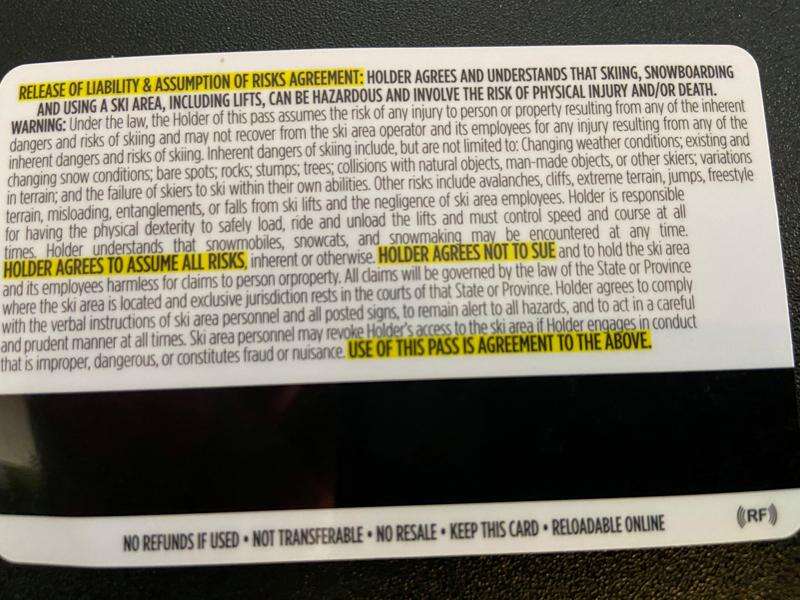 RELEASE OF LIABILITY & ASSUMPTION OF RISKS AGREEMENT: HOLDER AGREES AND UNDERSTANDS THAT SKIING, SNOWBOARDING
AND USING A SKI AREA, INCLUDING LIFTS, CAN BE HAZARDOUS AND INVOLVE THE RISK OF PHYSICAL INJURY AND/OR DEATH.
WARNING: Under the law, the Holder of this pass assumes the risk of any injury to person or property resulting from any of the inherent
dangers and risks of skiing and may not recover from the ski area operator and its employees for any injury resulting from any of the
inherent dangers and risks of skiing. Inherent dangers of skiing include, but are not limited to: Changing weather conditions; existing and
changing snow conditions; bare spots; rocks; stumps; trees; collisions with natural objects, man-made objects, or other skiers; variations
in terrain; and the failure of skiers to ski within their own abilities. Other risks include avalanches, cliffs, extreme terrain, jumps, freestyle
terrain, misloading, entanglements, or falls from ski lifts and the negligence of ski area employees. Holder is responsible
for having the physical dexterity to safely load, ride and unload the lifts and must control speed and course at all
times. Holder understands that snowmobiles, snowcats, and snowmaking may be encountered at any time.
HOLDER AGREES TO ASSUME ALL RISKS, inherent or otherwise. HOLDER AGREES NOT TO SUE and to hold the ski area
and its employees harmless for claims to person orproperty. All claims will be governed by the law of the State or Province
where the ski area is located and exclusive jurisdiction rests in the courts of that State or Province. Holder agrees to comply
with the verbal instructions of ski area personnel and all posted signs, to remain alert to all hazards, and to act in a careful
and prudent manner at all times. Ski area personnel may revoke Holder's access to the ski area if Holder engages in conduct
that is improper, dangerous, or constitutes fraud or nuisance. USE OF THIS PASS IS AGREEMENT TO THE ABOVE.
NO REFUNDS IF USED • NOT TRANSFERABLE • NO RESALE • KEEP THIS CARD • RELOADABLE ONLINE
RF